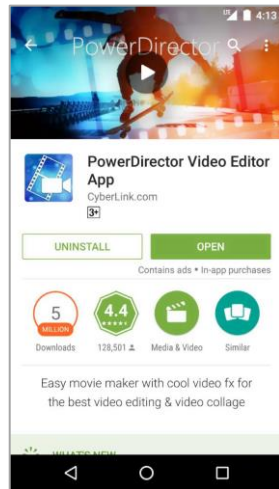 LTE 4:13
PowerDirector
PowerDirector Video Editor
App
CyberLink.com
3+
UNINSTALL OPEN
Contains ads • In-app purchases
5
MILLION
4.4
Downloads 128,501 Media & Video Similar
Easy movie maker with cool video fx for
the best video editing & video collage
WHAT'S NEW